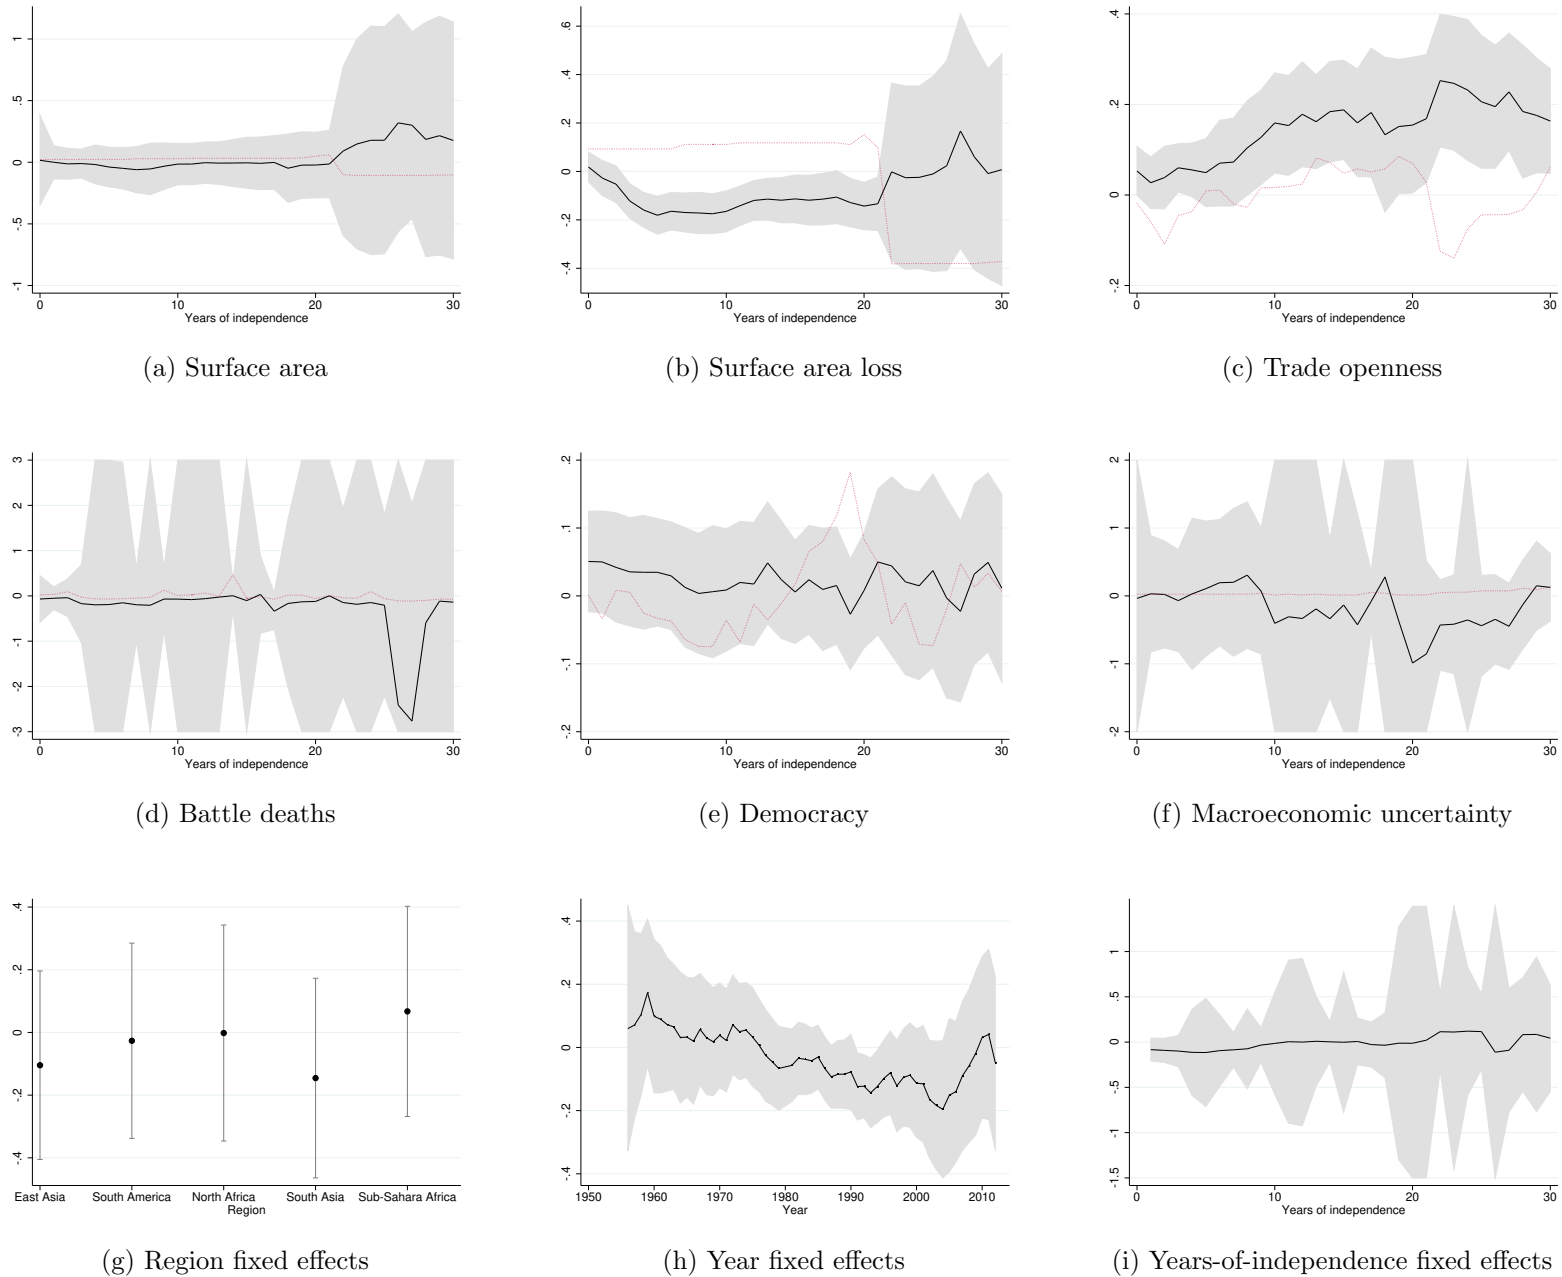 1
.5
0
-.5
-1
0 10 20 30
Years of independence
(a) Surface area
.6
.4
.2
0
-.2
-.4
0 10 20 30
Years of independence
(b) Surface area loss
.4
.2
0
-.2
0 10 20 30
Years of independence
(c) Trade openness
3
2
1
0
-1
-2
-3
0 10 20 30
Years of independence
(d) Battle deaths
.2
.1
0
-.1
-.2
0 10 20 30
Years of independence
(e) Democracy
2
1
0
-1
-2
0 10 20 30
Years of independence
(f) Macroeconomic uncertainty
.4
.2
0
-.2
-.4
East Asia South America North Africa South Asia Sub-Sahara Africa
Region
(g) Region fixed effects
.4
.2
0
-.2
-.4
1950 1960 1970 1980 1990 2000 2010
Year
(h) Year fixed effects
1
.5
0
-.5
-1
-1.5
0 10 20 30
Years of independence
(i) Years-of-independence fixed effects